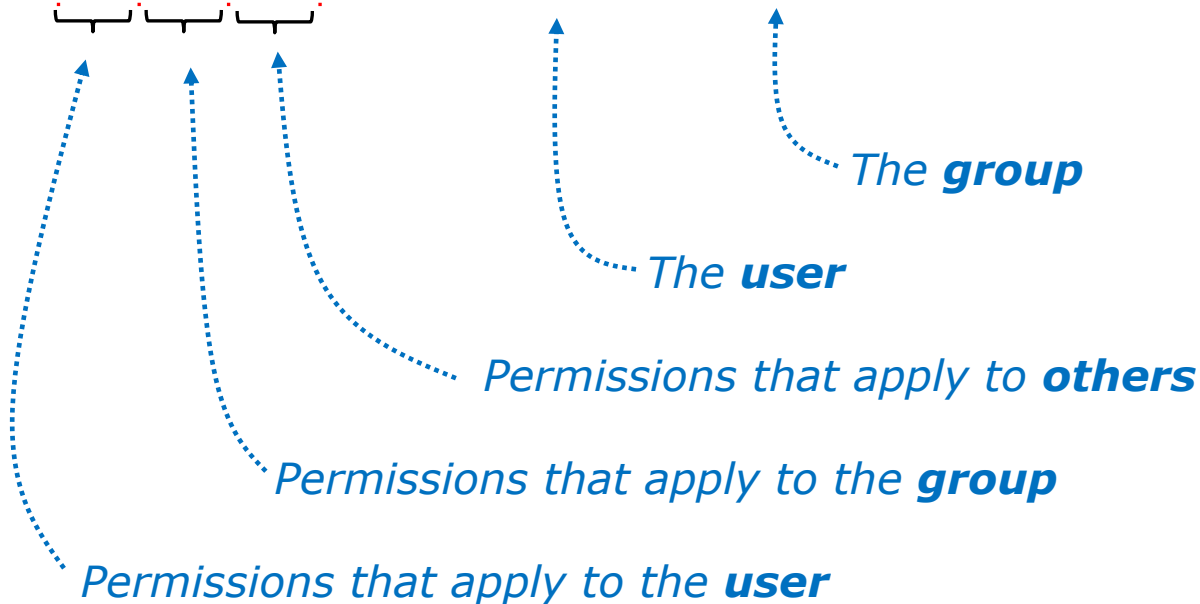 The group
The user
Permissions that apply to others
Permissions that apply to the group
Permissions that apply to the user